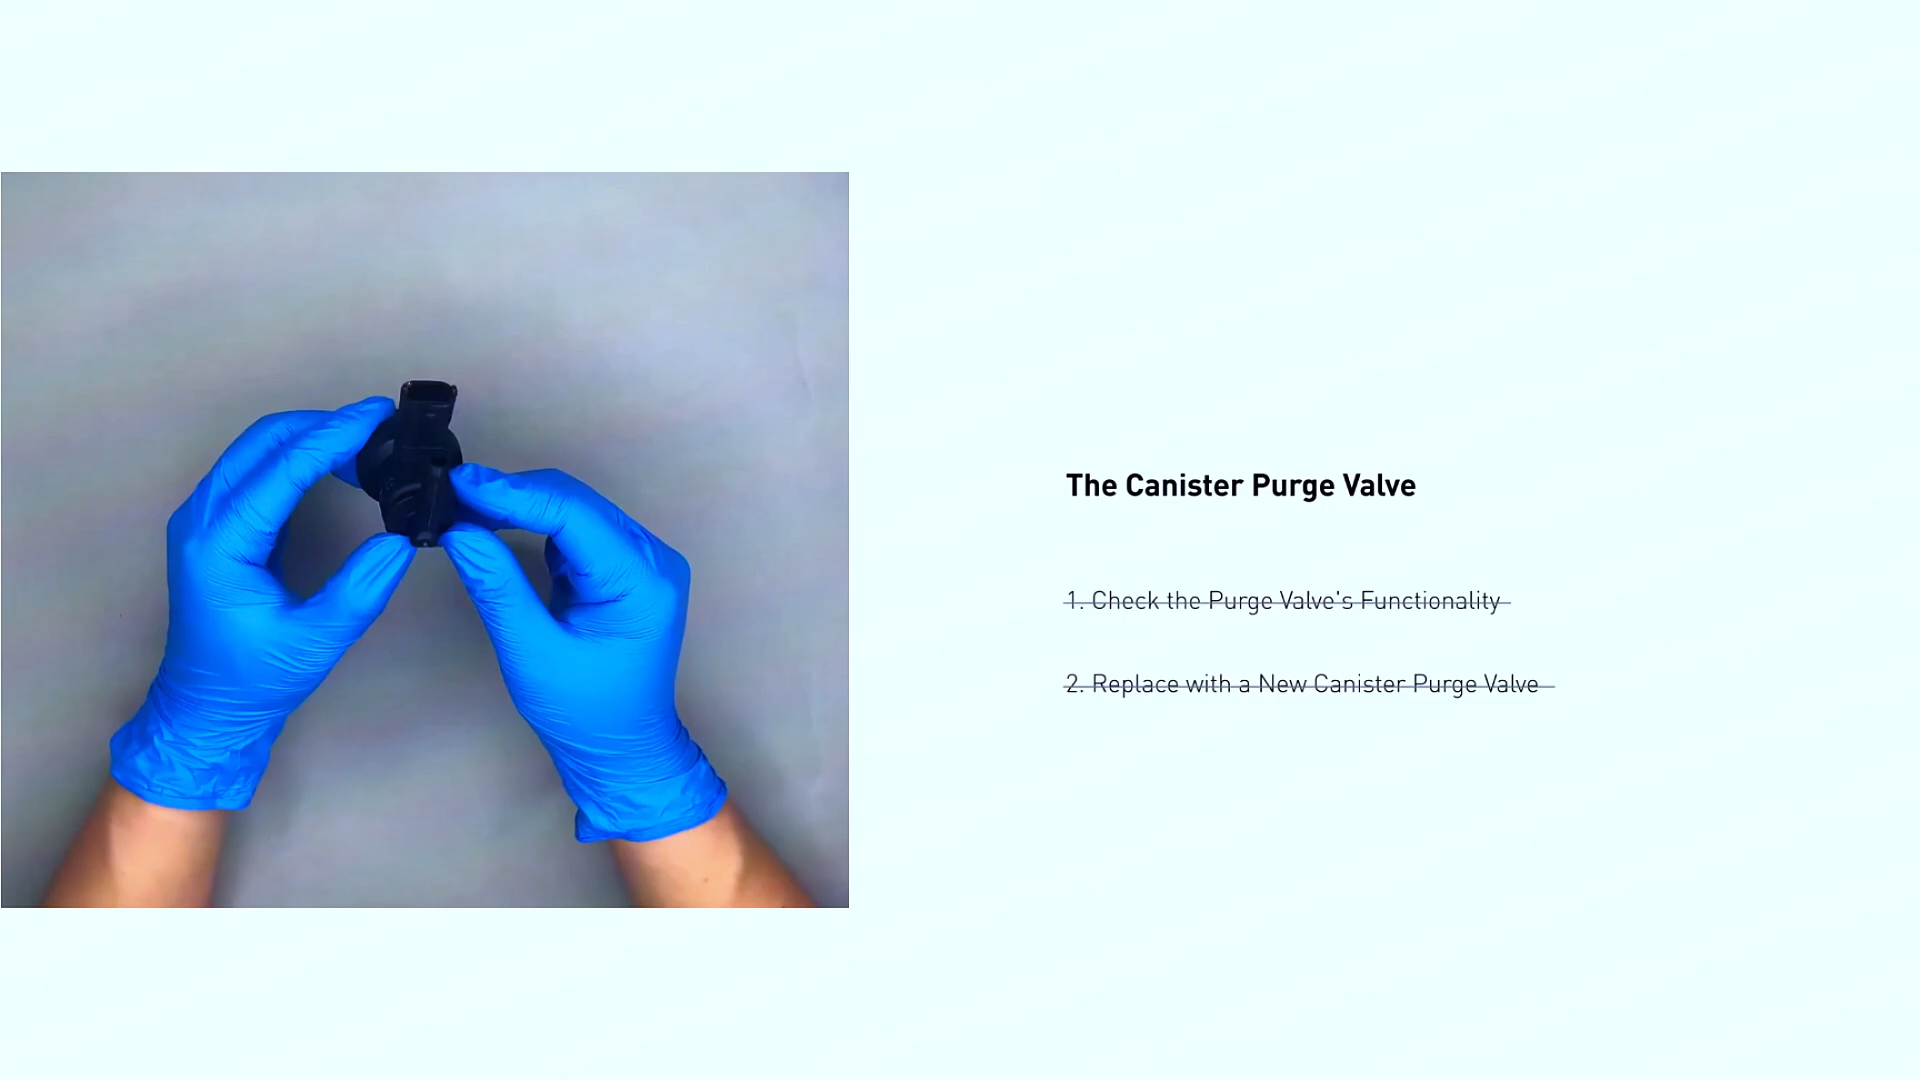 The Canister Purge Valve
1. Check the Purge Valve's Functionality
2. Replace with a New Canister Purge Valve